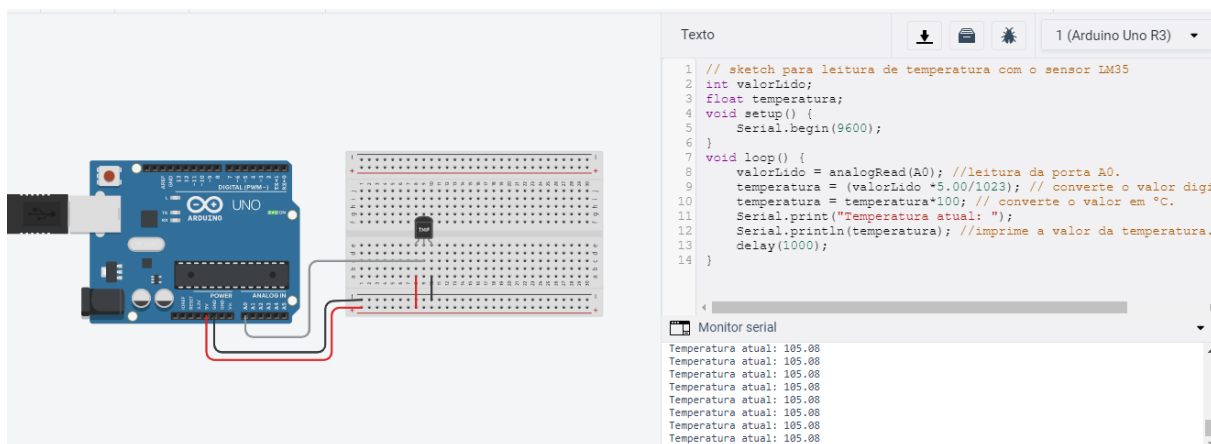 Texto
1 (Arduino Uno R3)
1 // sketch para leitura de temperatura com o sensor LM35
2 int valorLido;
3 float temperatura;
4 void setup() {
5 Serial.begin(9600);
6 }
7 void loop() {
8 valorLido = analogRead(A0); //leitura da porta A0.
9 temperatura = (valorLido *5.00/1023); // converte o valor digi
10 temperatura = temperatura*100; // converte o valor em °C.
11 Serial.print("Temperatura atual: ");
12 Serial.println(temperatura); //imprime a valor da temperatura.
13 delay(1000);
14 }
Monitor serial
Temperatura atual: 105.08
Temperatura atual: 105.08
Temperatura atual: 105.08
Temperatura atual: 105.08
Temperatura atual: 105.08
Temperatura atual: 105.08
Temperatura atual: 105.08
Temperatura atual: 105.08
DIGITAL (PWM~)
UNO
ARDUINO
TMP
POWER
ANALOG IN